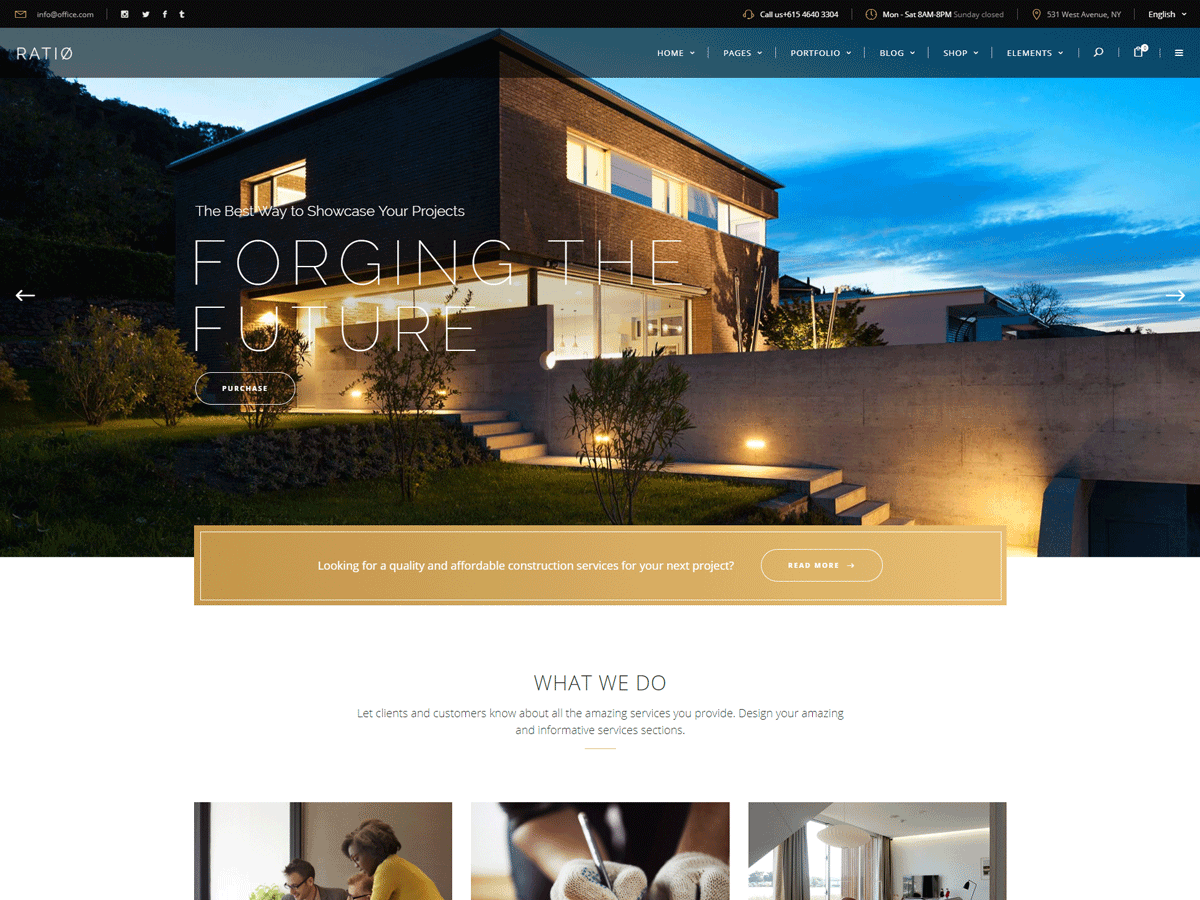 info@office.com
Call us+615 4640 3304
Mon - Sat 8AM-8PM Sunday closed
531 West Avenue, NY
English
RATIØ
HOME
PAGES
PORTFOLIO
BLOG
SHOP
ELEMENTS
The Best Way to Showcase Your Projects
FORGING THE
FUTURE
PURCHASE
Looking for a quality and affordable construction services for your next project?
READ MORE
WHAT WE DO
Let clients and customers know about all the amazing services you provide. Design your amazing
and informative services sections.